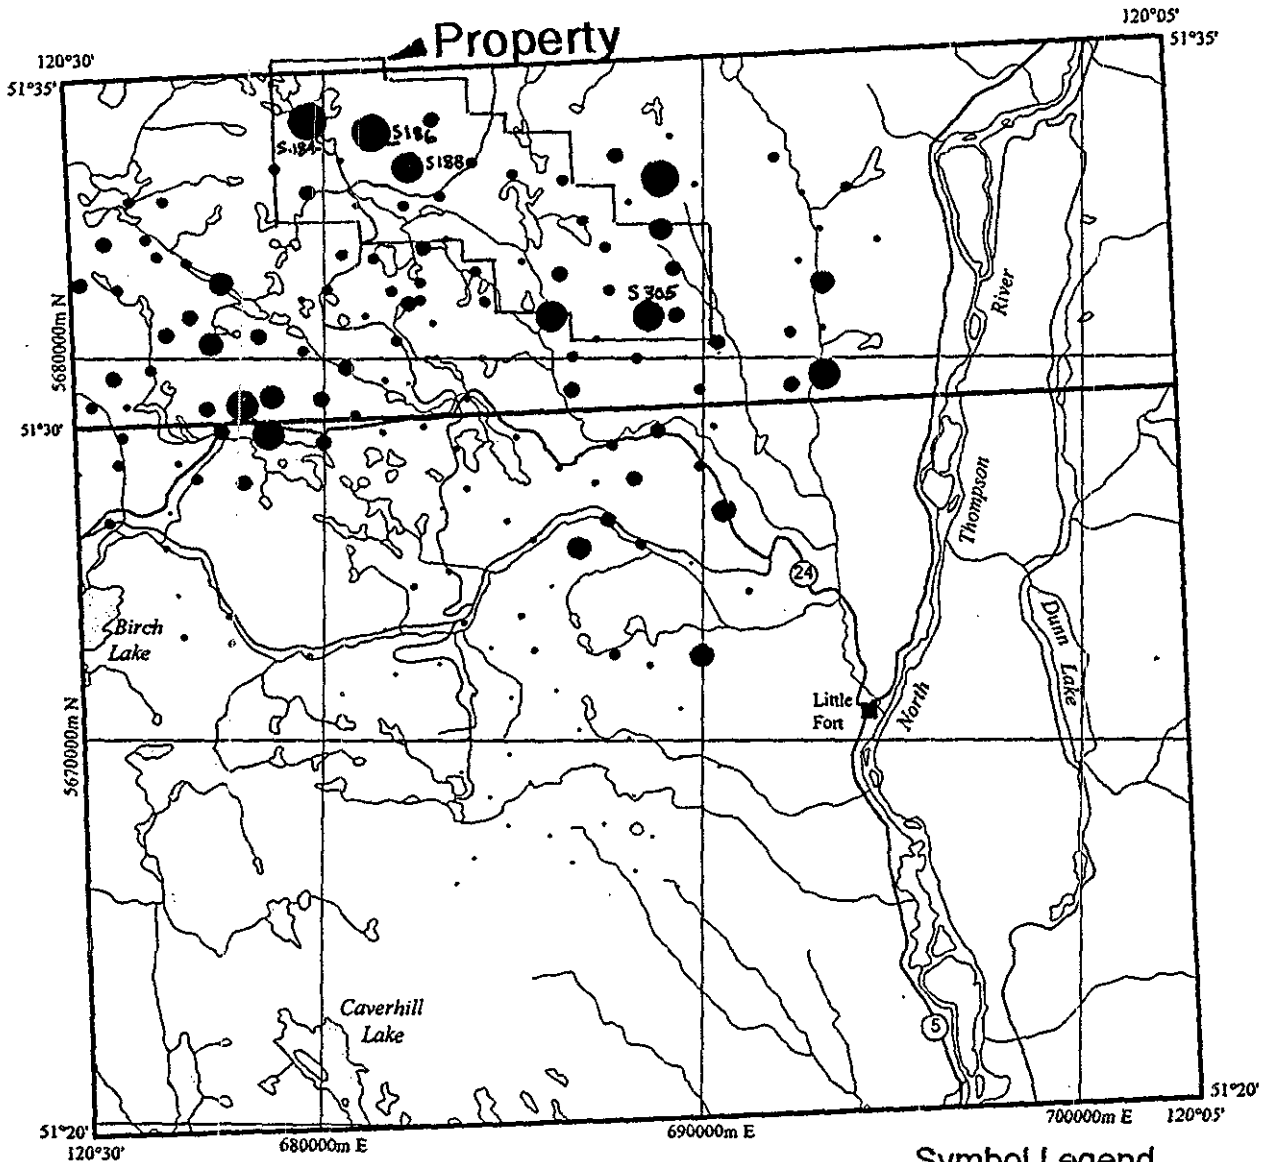 Property
120°30'
120°05'
51°35'
51°35'
S.184
S186
S188
S305
River
5680000m N
51°30'
Thompson
24
Birch
Lake
Dunn Lake
Little
Fort
North
5670000m N
Caverhill
Lake
5
51°20'
51°20'
120°30'
680000m E
690000m E
700000m E
120°05'
Symbol Legend